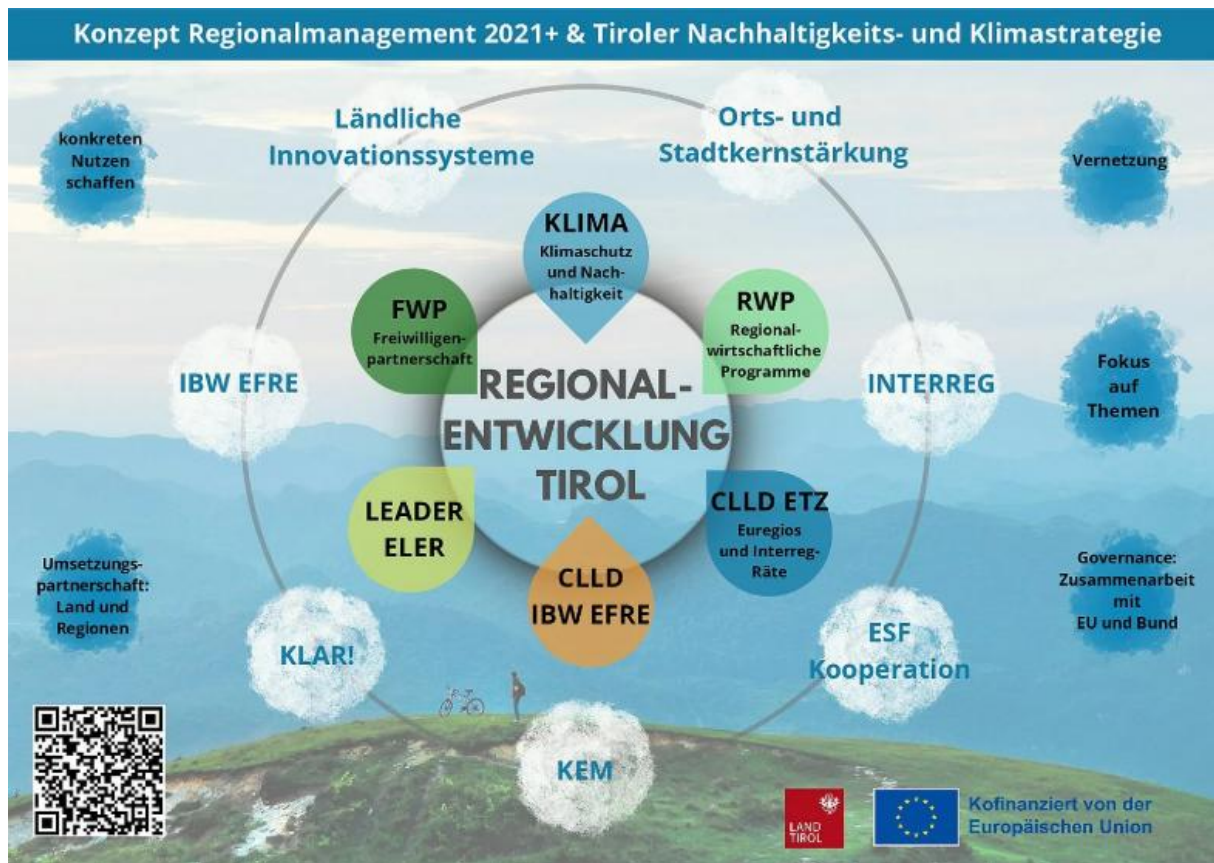 Konzept Regionalmanagement 2021+ & Tiroler Nachhaltigkeits- und Klimastrategie
konkreten
Nutzen
schaffen
Ländliche
Innovationssysteme
Orts- und
Stadtkernstärkung
Vernetzung
KLIMA
Klimaschutz
und Nach-
haltigkeit
FWP
Freiwilligen-
partnerschaft
RWP
Regional-
wirtschaftliche
Programme
IBW EFRE
REGIONAL-
ENTWICKLUNG
TIROL
INTERREG
Fokus
auf
Themen
LEADER
ELER
CLLD
IBW EFRE
CLLD ETZ
Euregios
und Interreg-
Räte
Umsetzungs-
partnerschaft:
Land und
Regionen
Governance:
Zusammenarbeit
mit
EU und Bund
KLAR!
KEM
ESF
Kooperation
LAND
TIROL
Kofinanziert von der
Europäischen Union